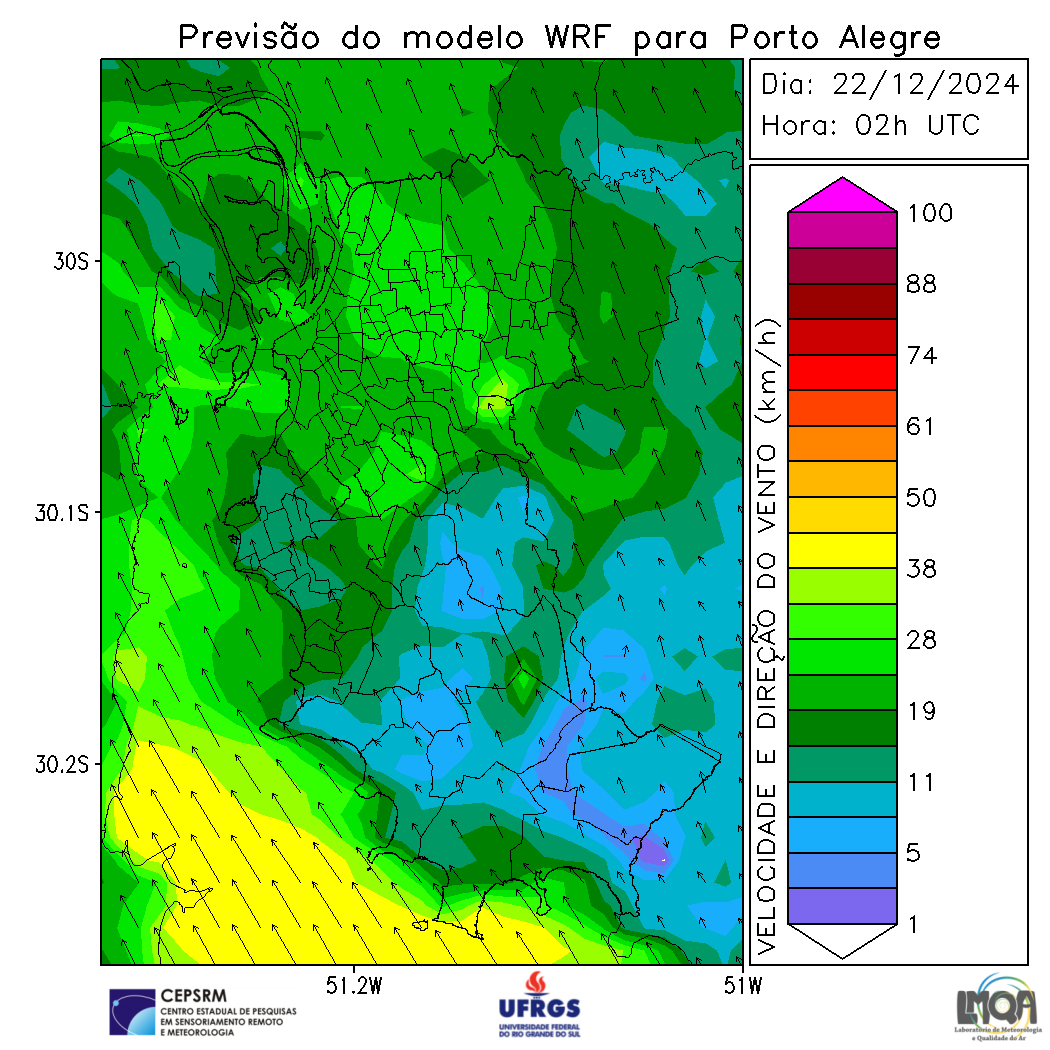 Previsão do modelo WRF para Porto Alegre
Dia: 22/12/2024
Hora: 02h UTC
30S
30.1S
30.2S
51.2W
51W
VELOCIDADE E DIREÇÃO DO VENTO (km/h)
100
88
74
61
50
38
28
19
11
5
1
CEPSRM
CENTRO ESTADUAL DE PESQUISAS
EM SENSORIAMENTO REMOTO
E METEOROLOGIA
UFRGS
UNIVERSIDADE FEDERAL
DO RIO GRANDE DO SUL
LMQA
Laboratório de Meteorologia
e Qualidade do Ar